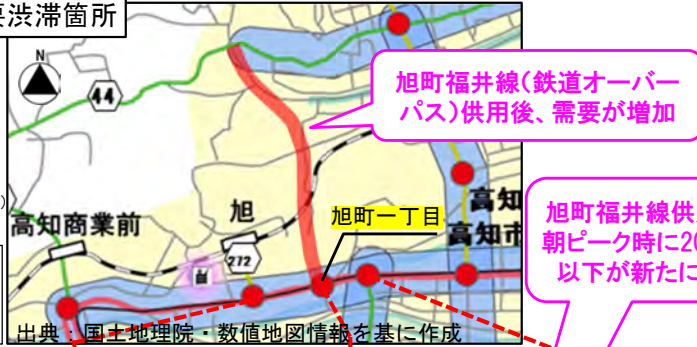 要渋滞箇所
N
44
旭町福井線(鉄道オーバー
パス)供用後、需要が増加
高知商業前
旭
272
旭町一丁目
高知
高知市
旭町福井線供
朝ピーク時に20
以下が新たに
出典:国土地理院・数値地図情報を基に作成